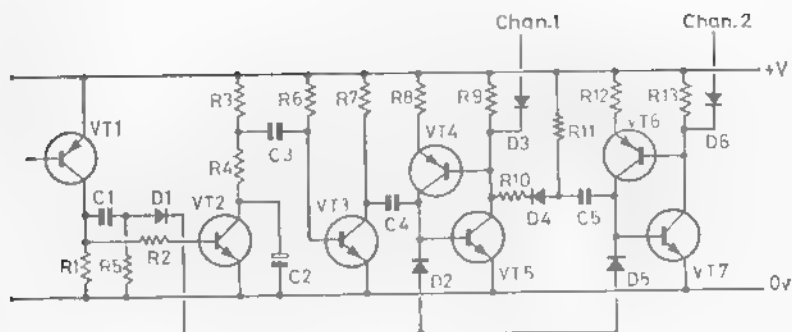 Chan.1 Chan.2
+V
R3 R6 R7 R8 R9 R12 R13
VT1 VT4 D3 R11 VT6 D6
C3
R4 R10
C1 D1 VT2 VT3 C4 D4 C5
R1 R5 R2 C2 D2 VT5 D5 VT7
0v